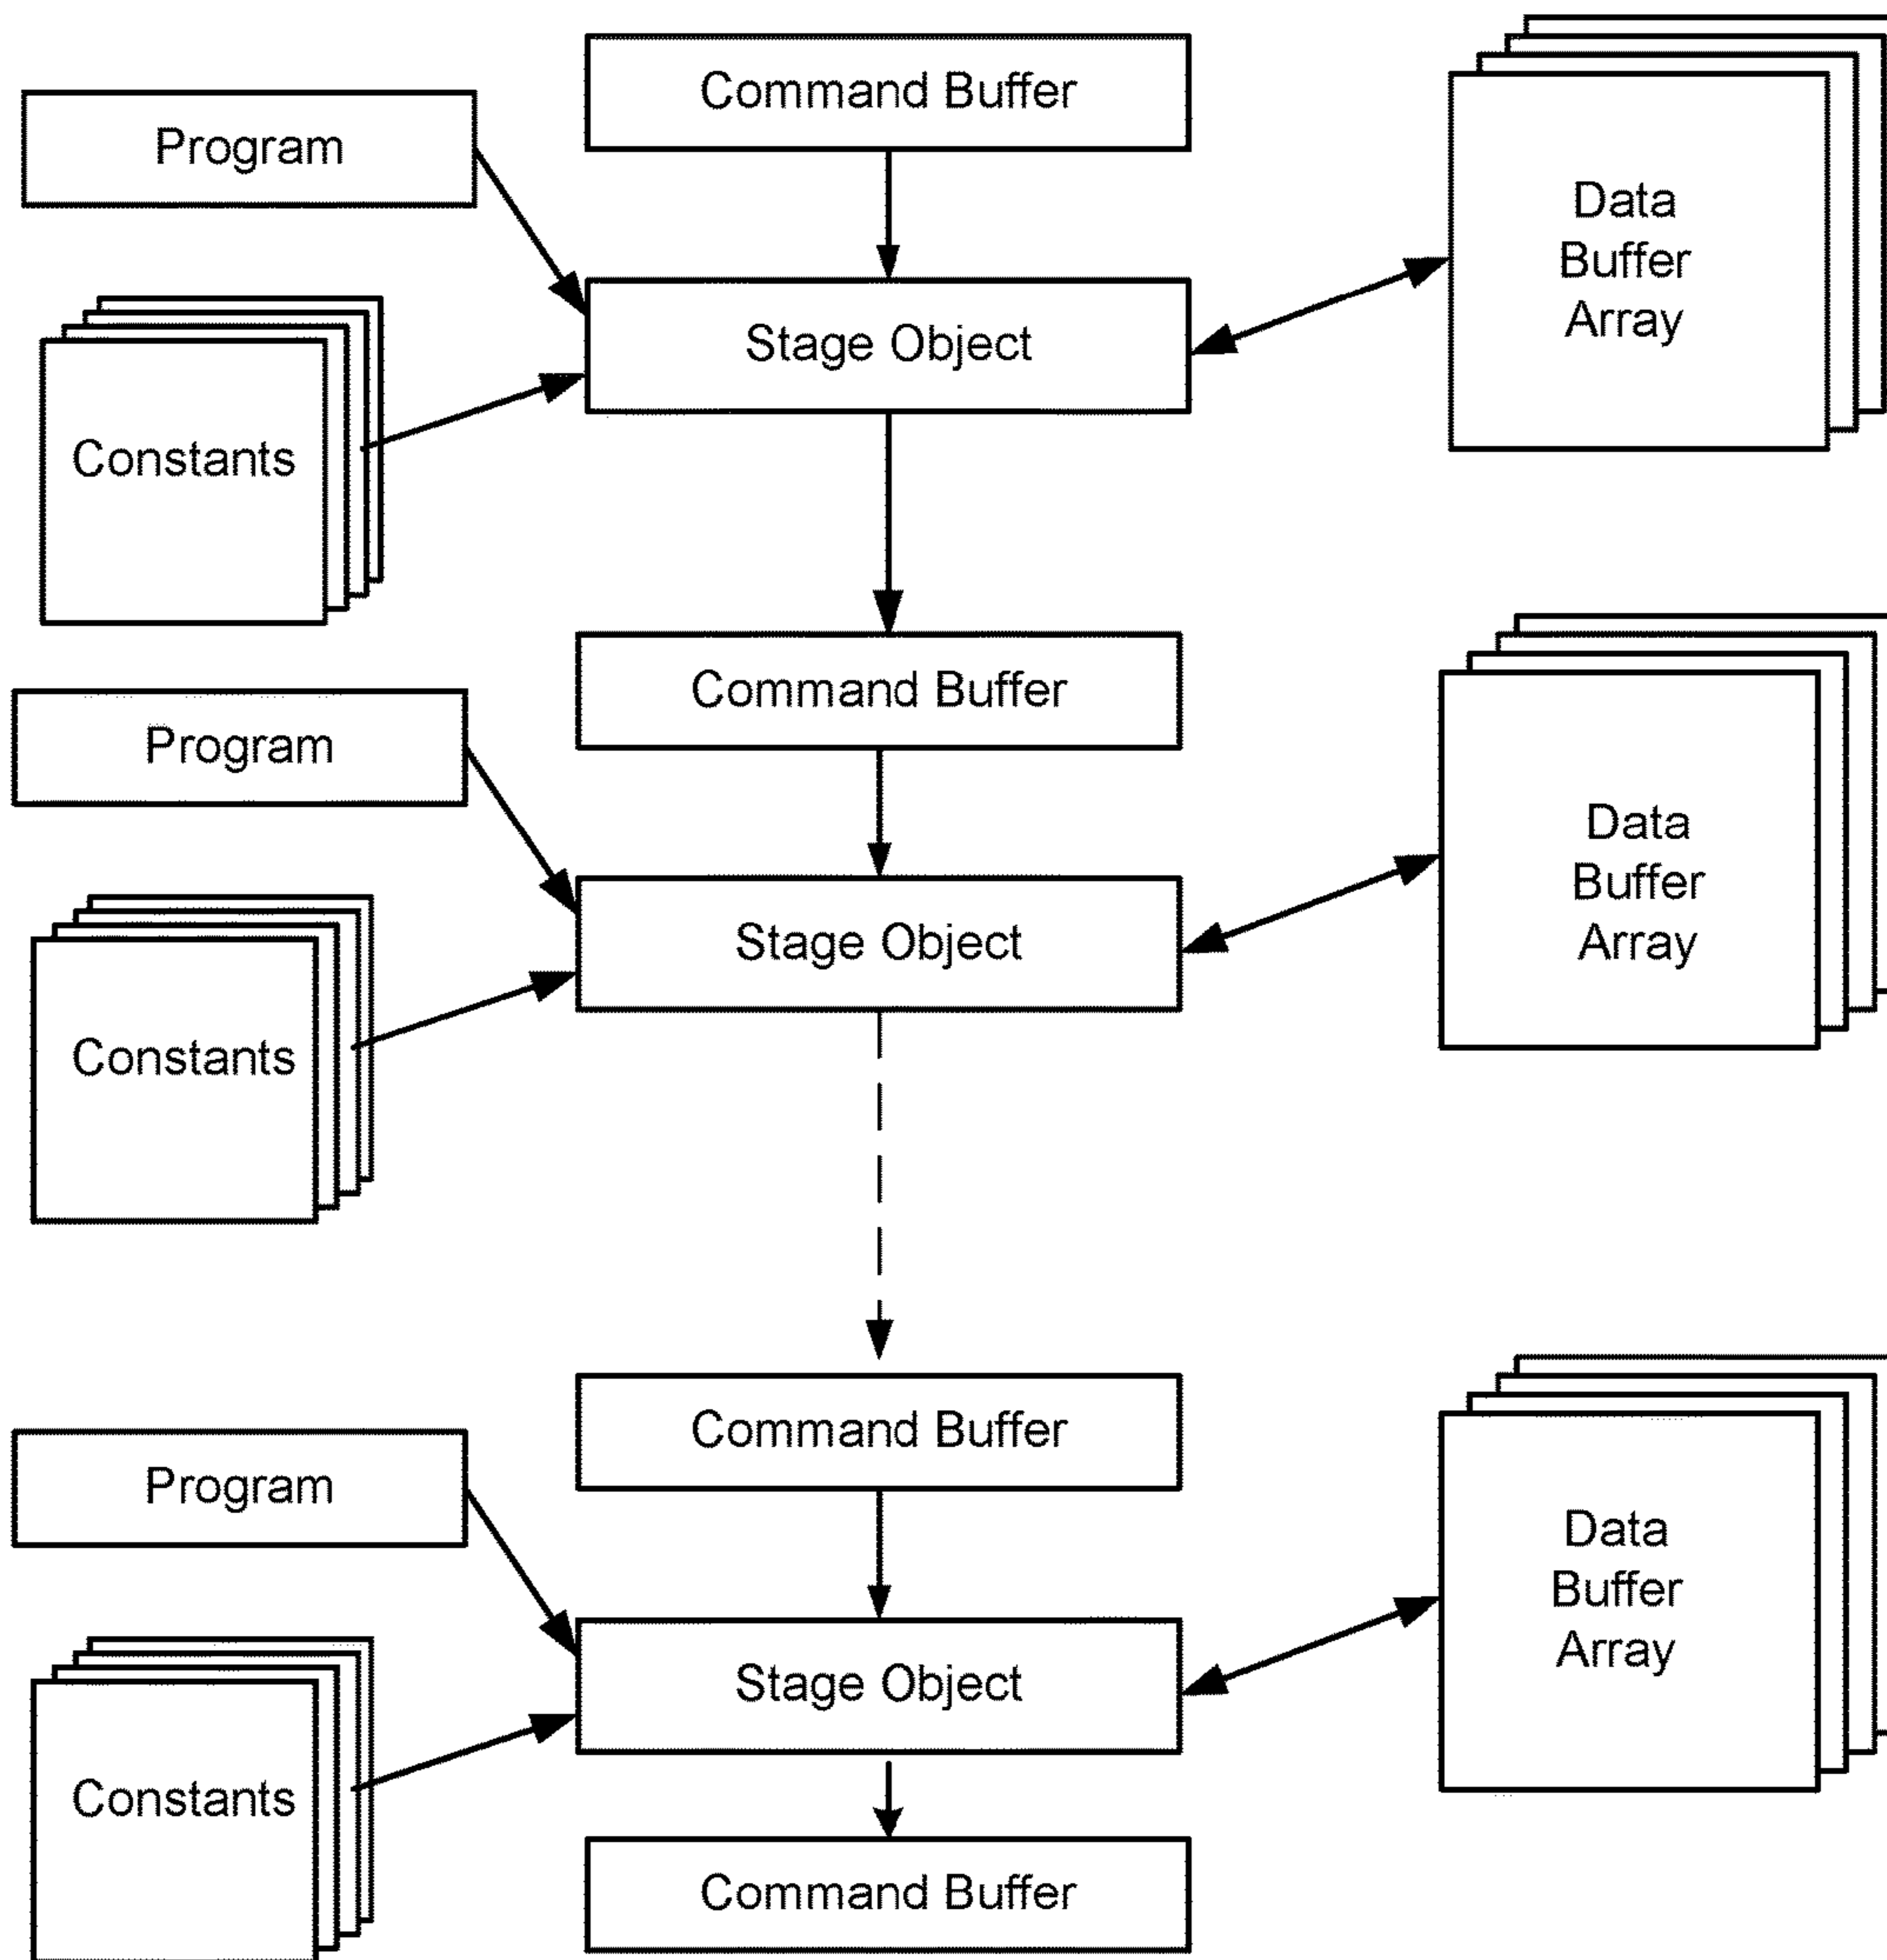 Command Buffer
Program
Data
Buffer
Array
Stage Object
Constants
Command Buffer
Program
Data
Buffer
Array
Stage Object
Constants
Command Buffer
Program
Data
Buffer
Array
Stage Object
Constants
Command Buffer